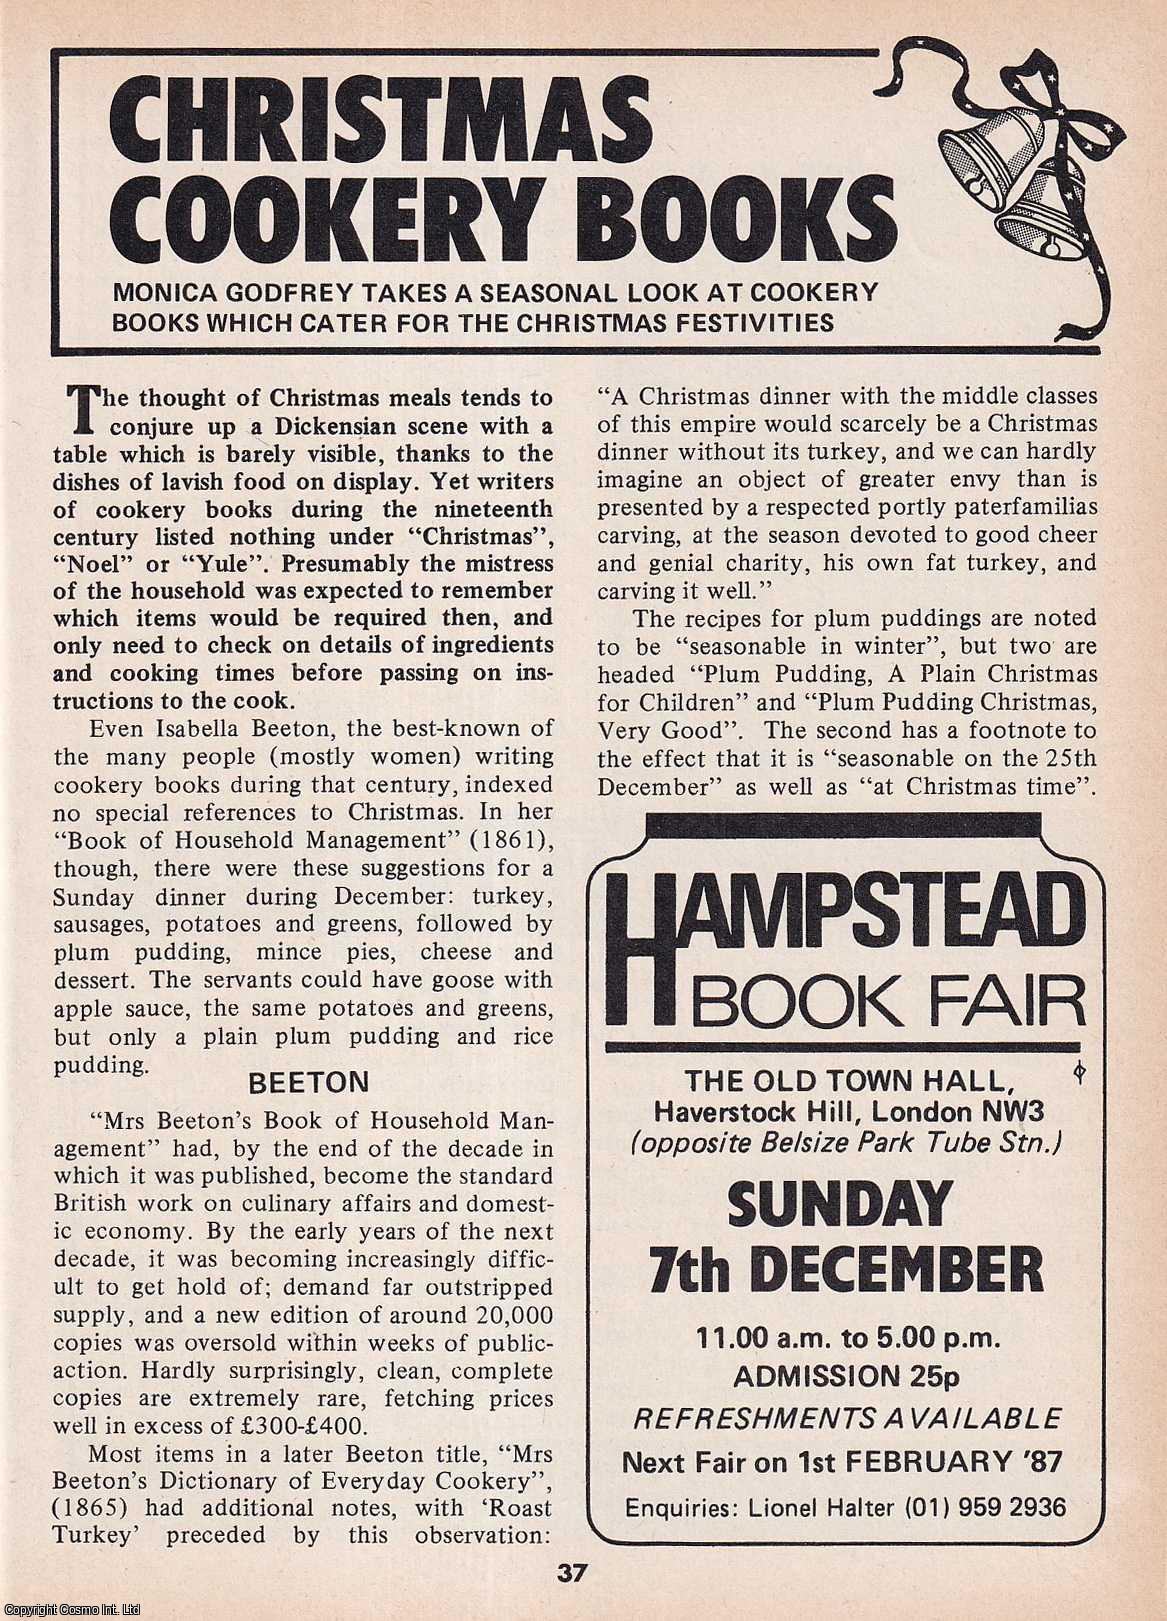 CHRISTMAS
COOKERY BOOKS
MONICA GODFREY TAKES A SEASONAL LOOK AT COOKERY
BOOKS WHICH CATER FOR THE CHRISTMAS FESTIVITIES
The thought of Christmas meals tends to
conjure up a Dickensian scene with a
table which is barely visible, thanks to the
dishes of lavish food on display. Yet writers
of cookery books during the nineteenth
century listed nothing under “Christmas”,
“Noel” or “Yule”. Presumably the mistress
of the household was expected to remember
which items would be required then, and
only need to check on details of ingredients
and cooking times before passing on ins-
tructions to the cook.
Even Isabella Beeton, the best-known of
the many people (mostly women) writing
cookery books during that century, indexed
no special references to Christmas. In her
“Book of Household Management” (1861),
though, there were these suggestions for a
Sunday dinner during December: turkey,
sausages, potatoes and greens, followed by
plum pudding, mince pies, cheese and
dessert. The servants could have goose with
apple sauce, the same potatoes and greens,
but only a plain plum pudding and rice
pudding.
BEETON
“Mrs Beeton’s Book of Household Man-
agement” had, by the end of the decade in
which it was published, become the standard
British work on culinary affairs and domest-
ic economy. By the early years of the next
decade, it was becoming increasingly diffic-
ult to get hold of; demand far outstripped
supply, and a new edition of around 20,000
copies was oversold within weeks of public-
action. Hardly surprisingly, clean, complete
copies are extremely rare, fetching prices
well in excess of £300-£400.
Most items in a later Beeton title, “Mrs
Beeton’s Dictionary of Everyday Cookery”,
(1865) had additional notes, with ‘Roast
Turkey’ preceded by this observation:
“A Christmas dinner with the middle classes
of this empire would scarcely be a Christmas
dinner without its turkey, and we can hardly
imagine an object of greater envy than is
presented by a respected portly paterfamilias
carving, at the season devoted to good cheer
and genial charity, his own fat turkey, and
carving it well.”
The recipes for plum puddings are noted
to be “seasonable in winter”, but two are
headed “Plum Pudding, A Plain Christmas
for Children” and “Plum Pudding Christmas,
Very Good”. The second has a footnote to
the effect that it is “seasonable on the 25th
December” as well as “at Christmas time”.
HAMPSTEAD
BOOK FAIR
THE OLD TOWN HALL,
Haverstock Hill, London NW3
(opposite Belsize Park Tube Stn.)
SUNDAY
7th DECEMBER
11.00 a.m. to 5.00 p.m.
ADMISSION 25p
REFRESHMENTS AVAILABLE
Next Fair on 1st FEBRUARY '87
Enquiries: Lionel Halter (01) 959 2936
37
Copyright Cosmo Int. Ltd